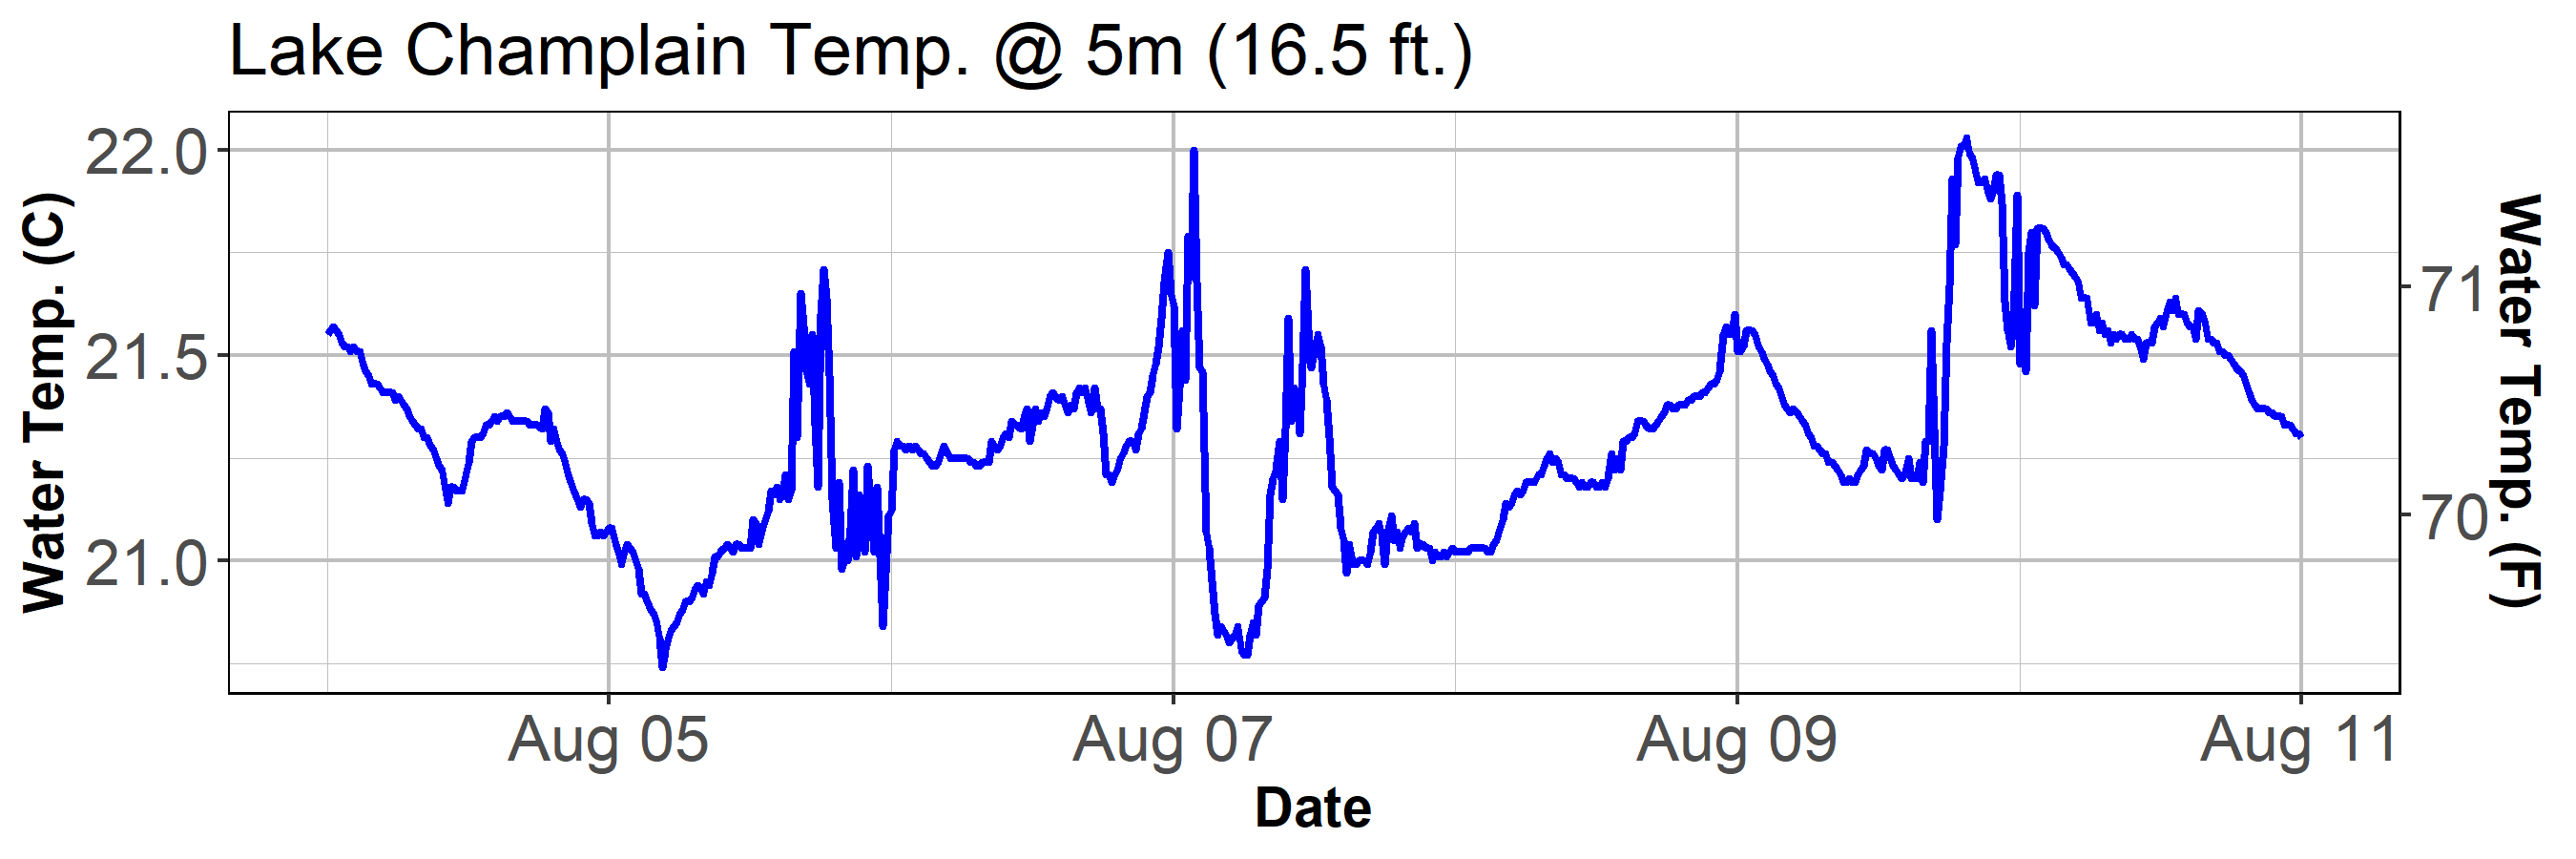 Lake Champlain Temp. @ 5m (16.5 ft.)
Water Temp. (C)
22.0
21.5
21.0
71
70
Water Temp. (F)
Aug 05
Aug 07
Aug 09
Aug 11
Date